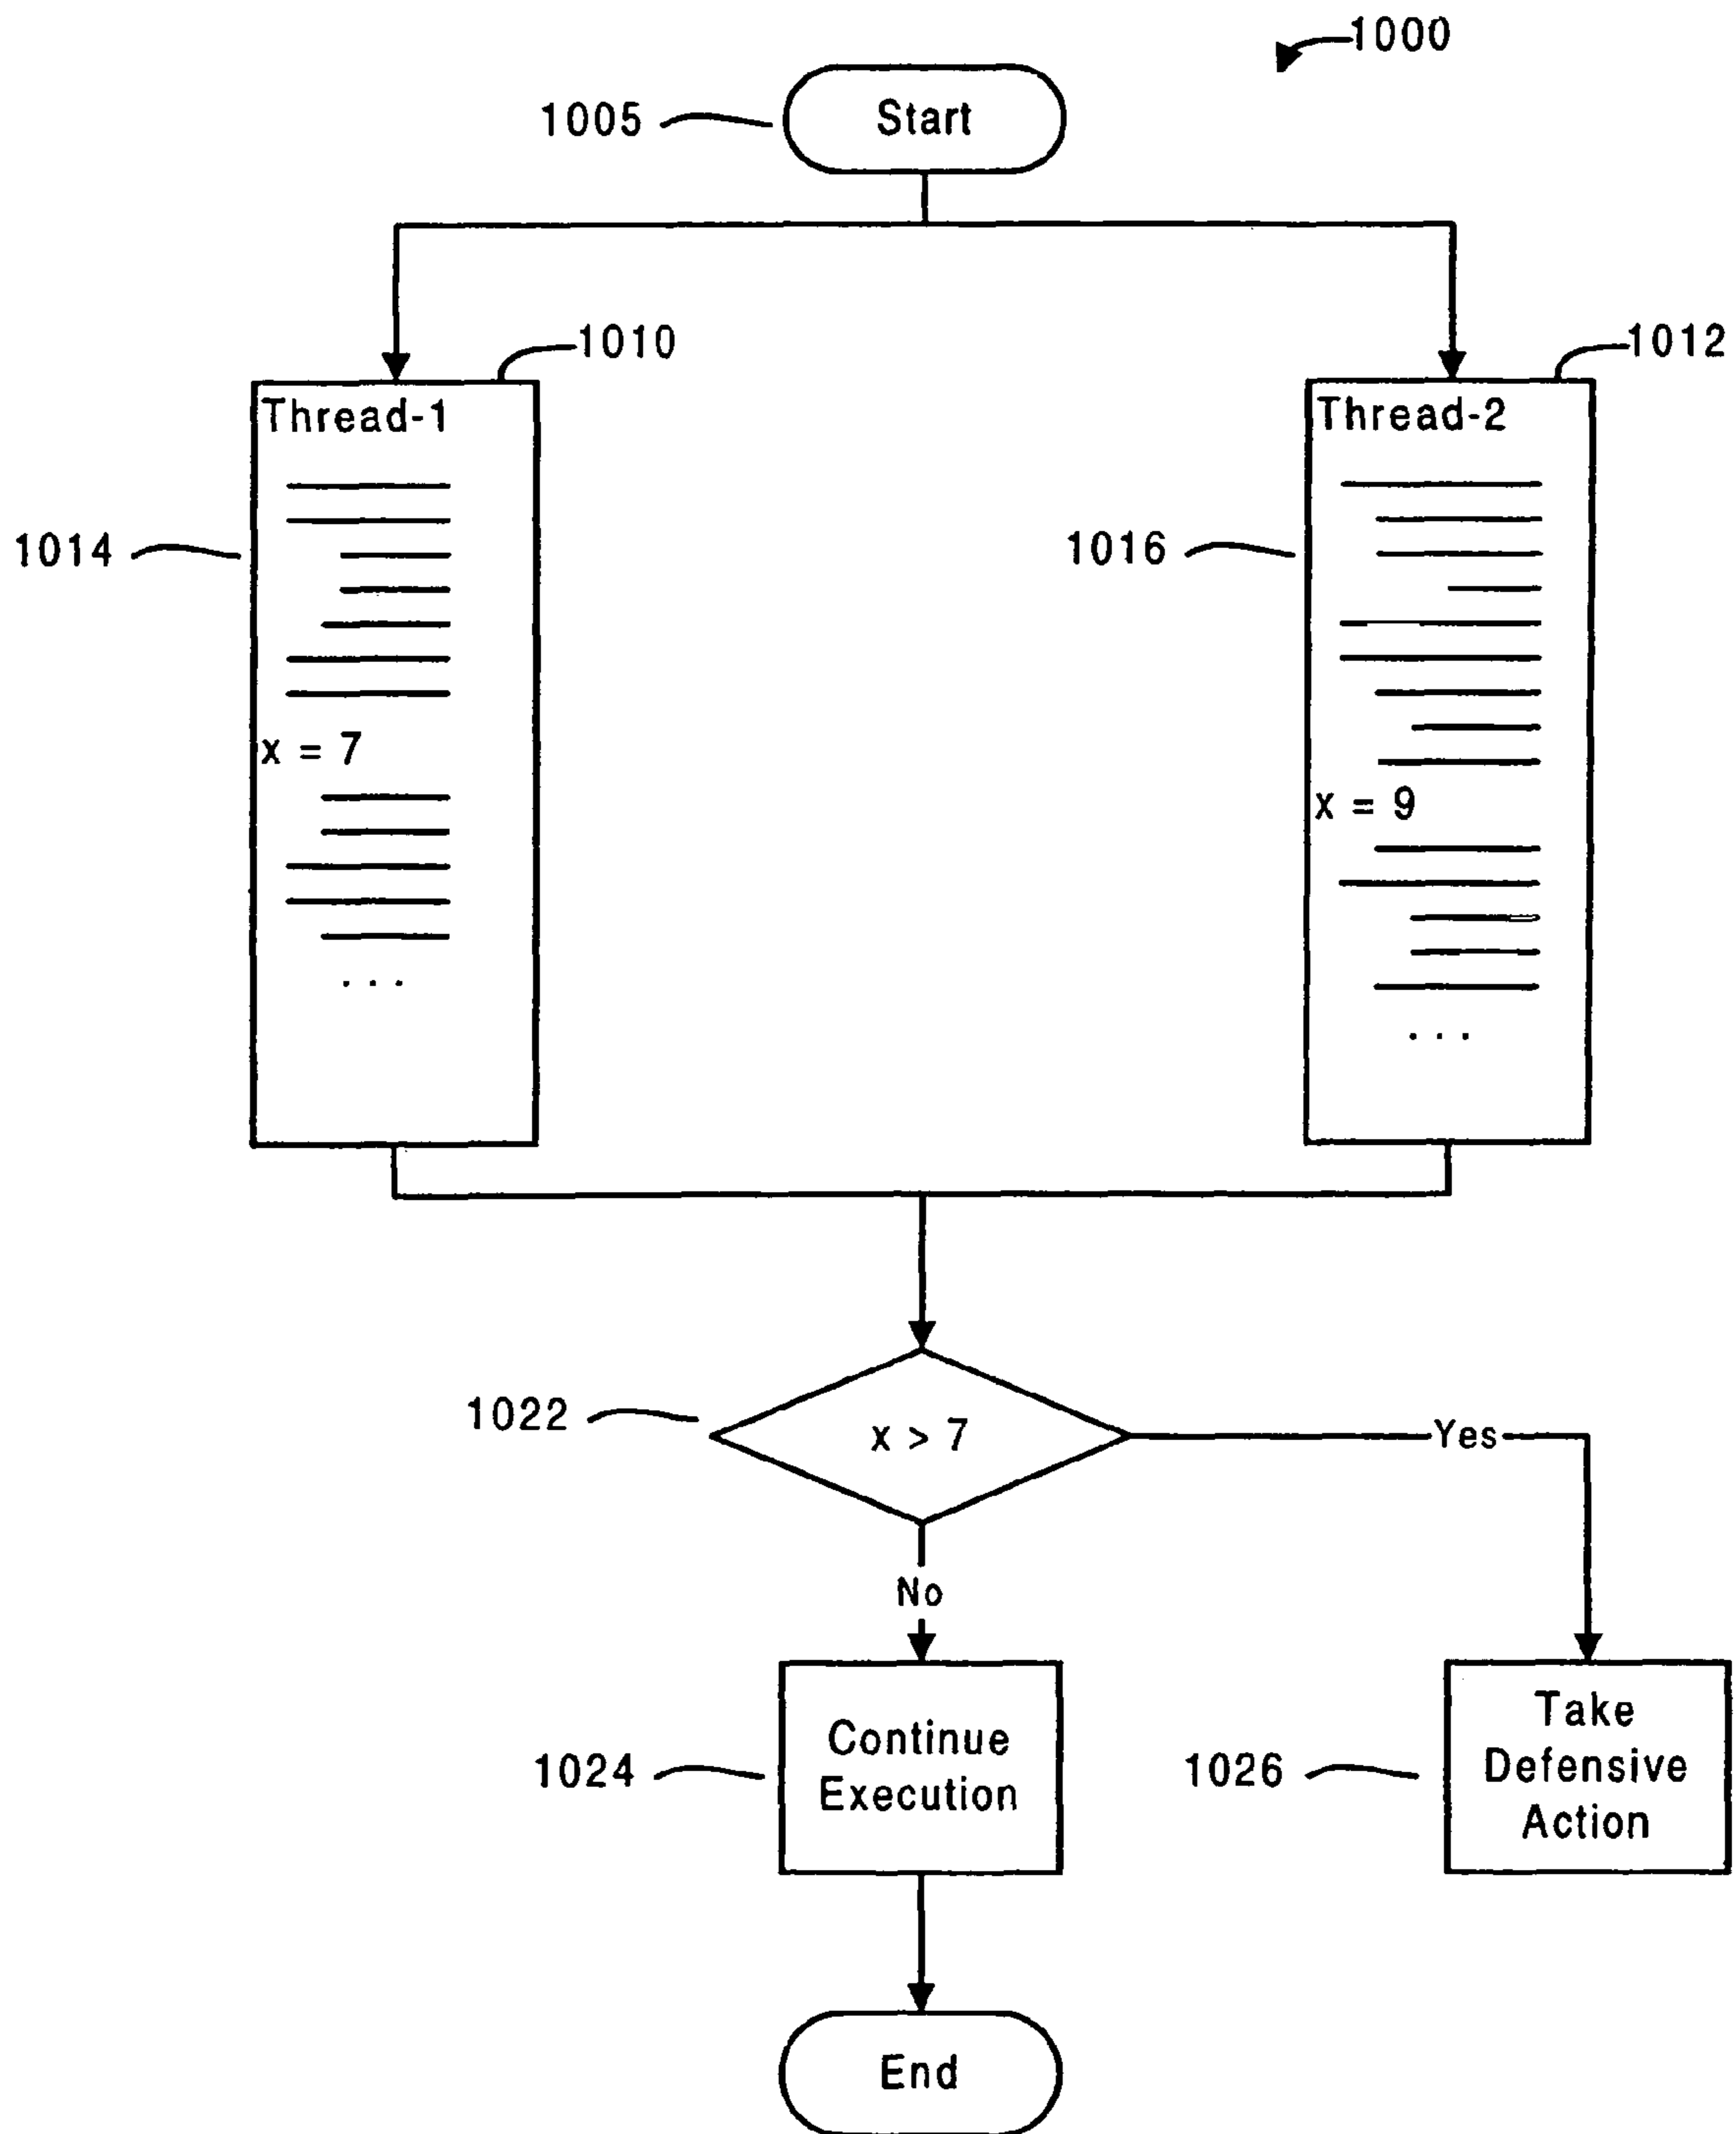 1000
1005
Start
1010
1012
Thread-1
Thread-2
1014
1016
x = 7
x = 9
. . .
. . .
1022
x > 7
Yes
No
1024
Continue
Execution
1026
Take
Defensive
Action
End